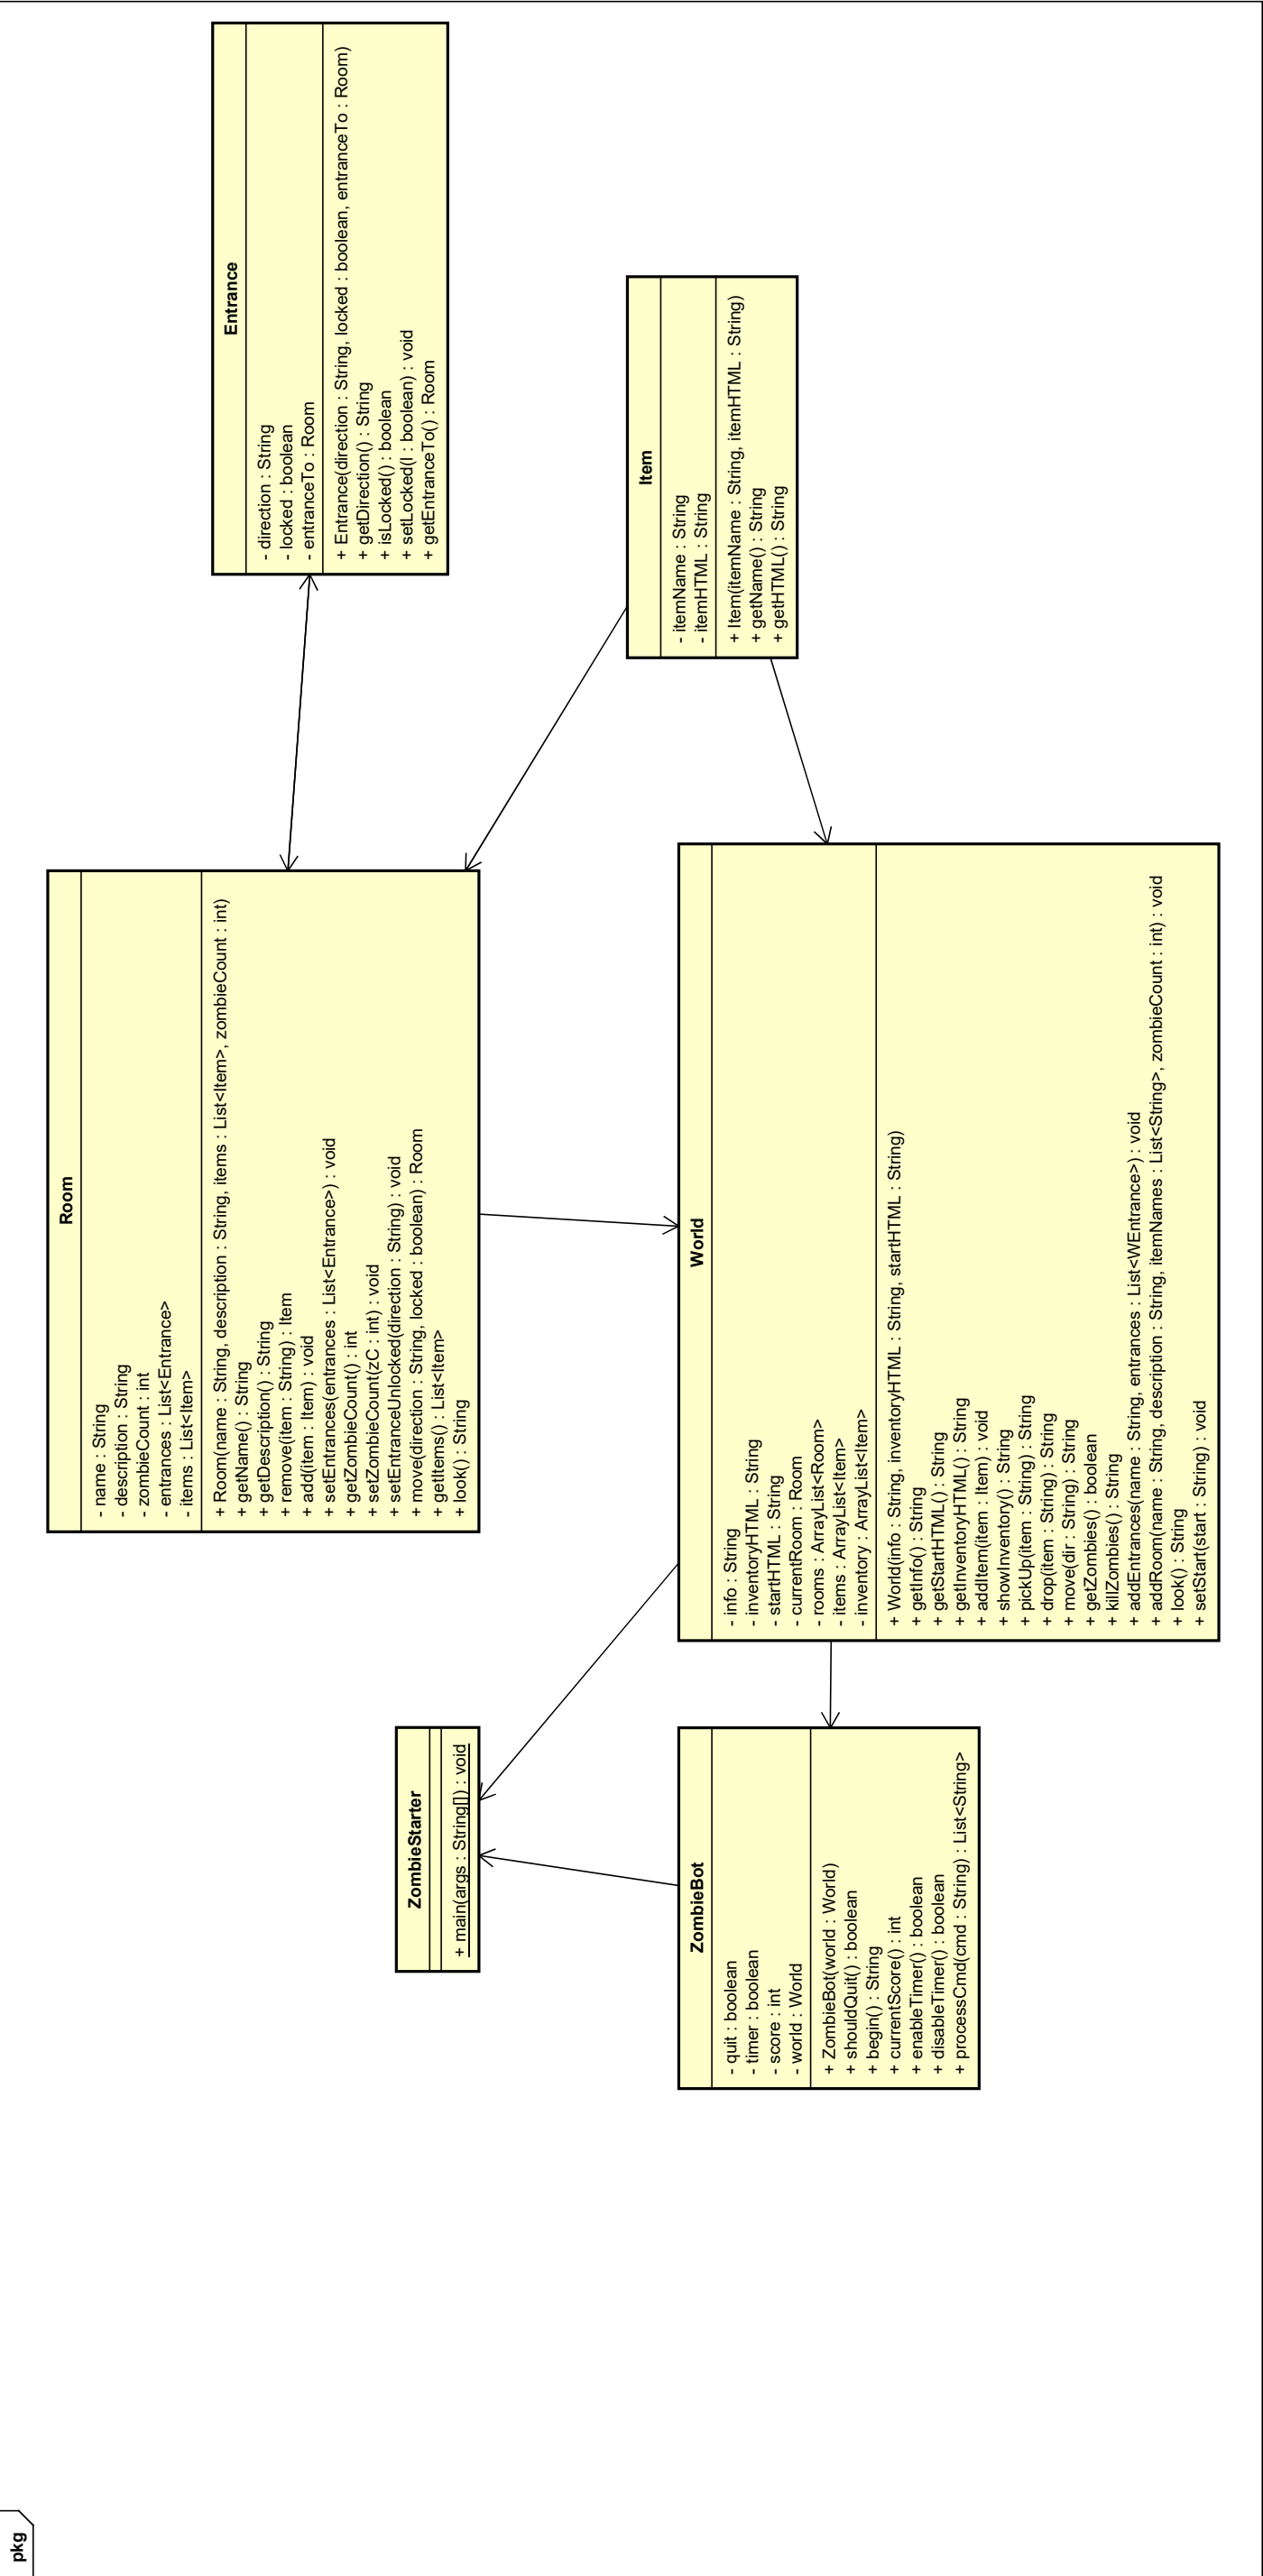 pkg
ZombieStarter
+ main(args : String[]) : void
ZombieBot
- quit : boolean
- timer : boolean
- score : int
- world : World
+ ZombieBot(world : World)
+ shouldQuit() : boolean
+ begin() : String
+ currentScore() : int
+ enableTimer() : boolean
+ disableTimer() : boolean
+ processCmd(cmd : String) : List<String>
Room
- name : String
- description : String
- zombieCount : int
- entrances : List<Entrance>
- items : List<Item>
+ Room(name : String, description : String, items : List<Item>, zombieCount : int)
+ getName() : String
+ getDescription() : String
+ remove(item : String) : Item
+ add(item : Item) : void
+ setEntrances(entrances : List<Entrance>) : void
+ getZombieCount() : int
+ setZombieCount(zC : int) : void
+ setEntranceUnlocked(direction : String) : void
+ move(direction : String, locked : boolean) : Room
+ getItems() : List<Item>
+ look() : String
World
- info : String
- inventoryHTML : String
- startHTML : String
- currentRoom : Room
- rooms : ArrayList<Room>
- items : ArrayList<Item>
- inventory : ArrayList<Item>
+ World(info : String, inventoryHTML : String, startHTML : String)
+ getInfo() : String
+ getStartHTML() : String
+ getInventoryHTML() : String
+ addItem(item : Item) : void
+ showInventory() : String
+ pickUp(item : String) : String
+ drop(item : String) : String
+ move(dir : String) : String
+ getZombies() : boolean
+ killZombies() : String
+ addEntrances(name : String, entrances : List<WEntrance>) : void
+ addRoom(name : String, description : String, itemNames : List<String>, zombieCount : int) : void
+ look() : String
+ setStart(start : String) : void
Entrance
- direction : String
- locked : boolean
- entranceTo : Room
+ Entrance(direction : String, locked : boolean, entranceTo : Room)
+ getDirection() : String
+ isLocked() : boolean
+ setLocked(l : boolean) : void
+ getEntranceTo() : Room
Item
- itemName : String
- itemHTML : String
+ Item(itemName : String, itemHTML : String)
+ getName() : String
+ getHTML() : String